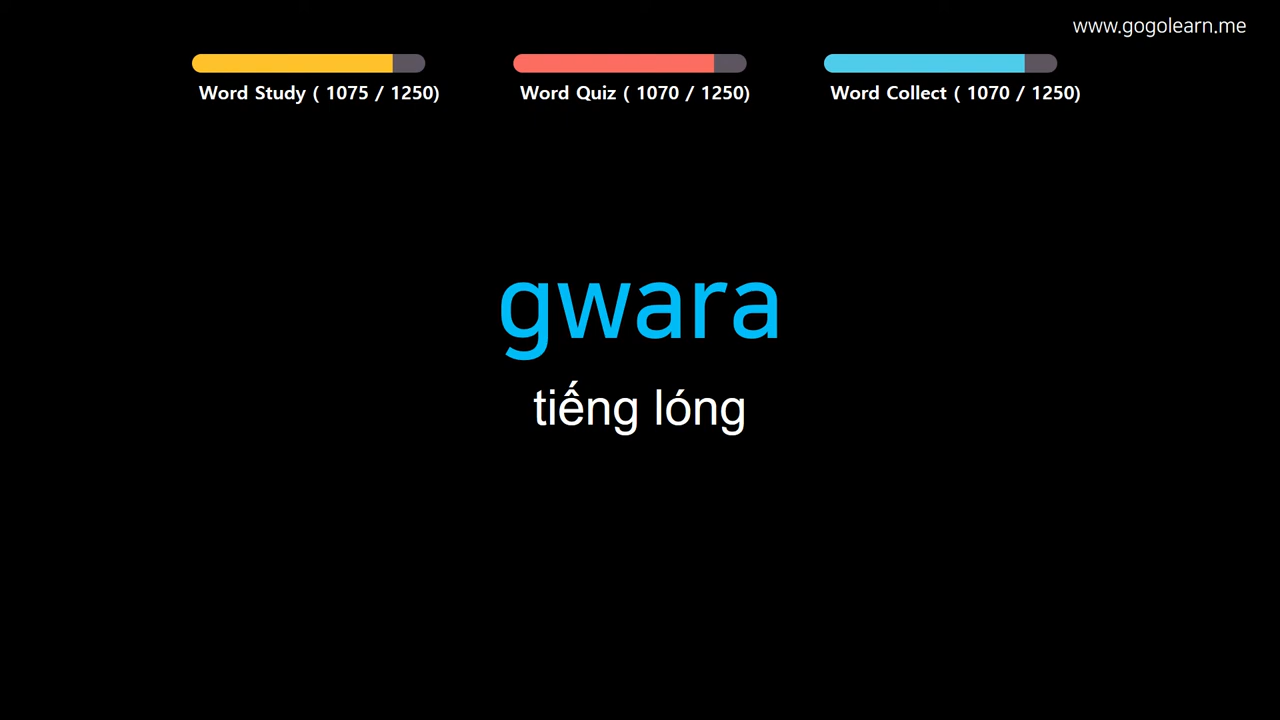 www.gogolearn.me
Word Study ( 1075 / 1250)
Word Quiz ( 1070 / 1250)
Word Collect ( 1070 / 1250)
gwara
tiếng lóng